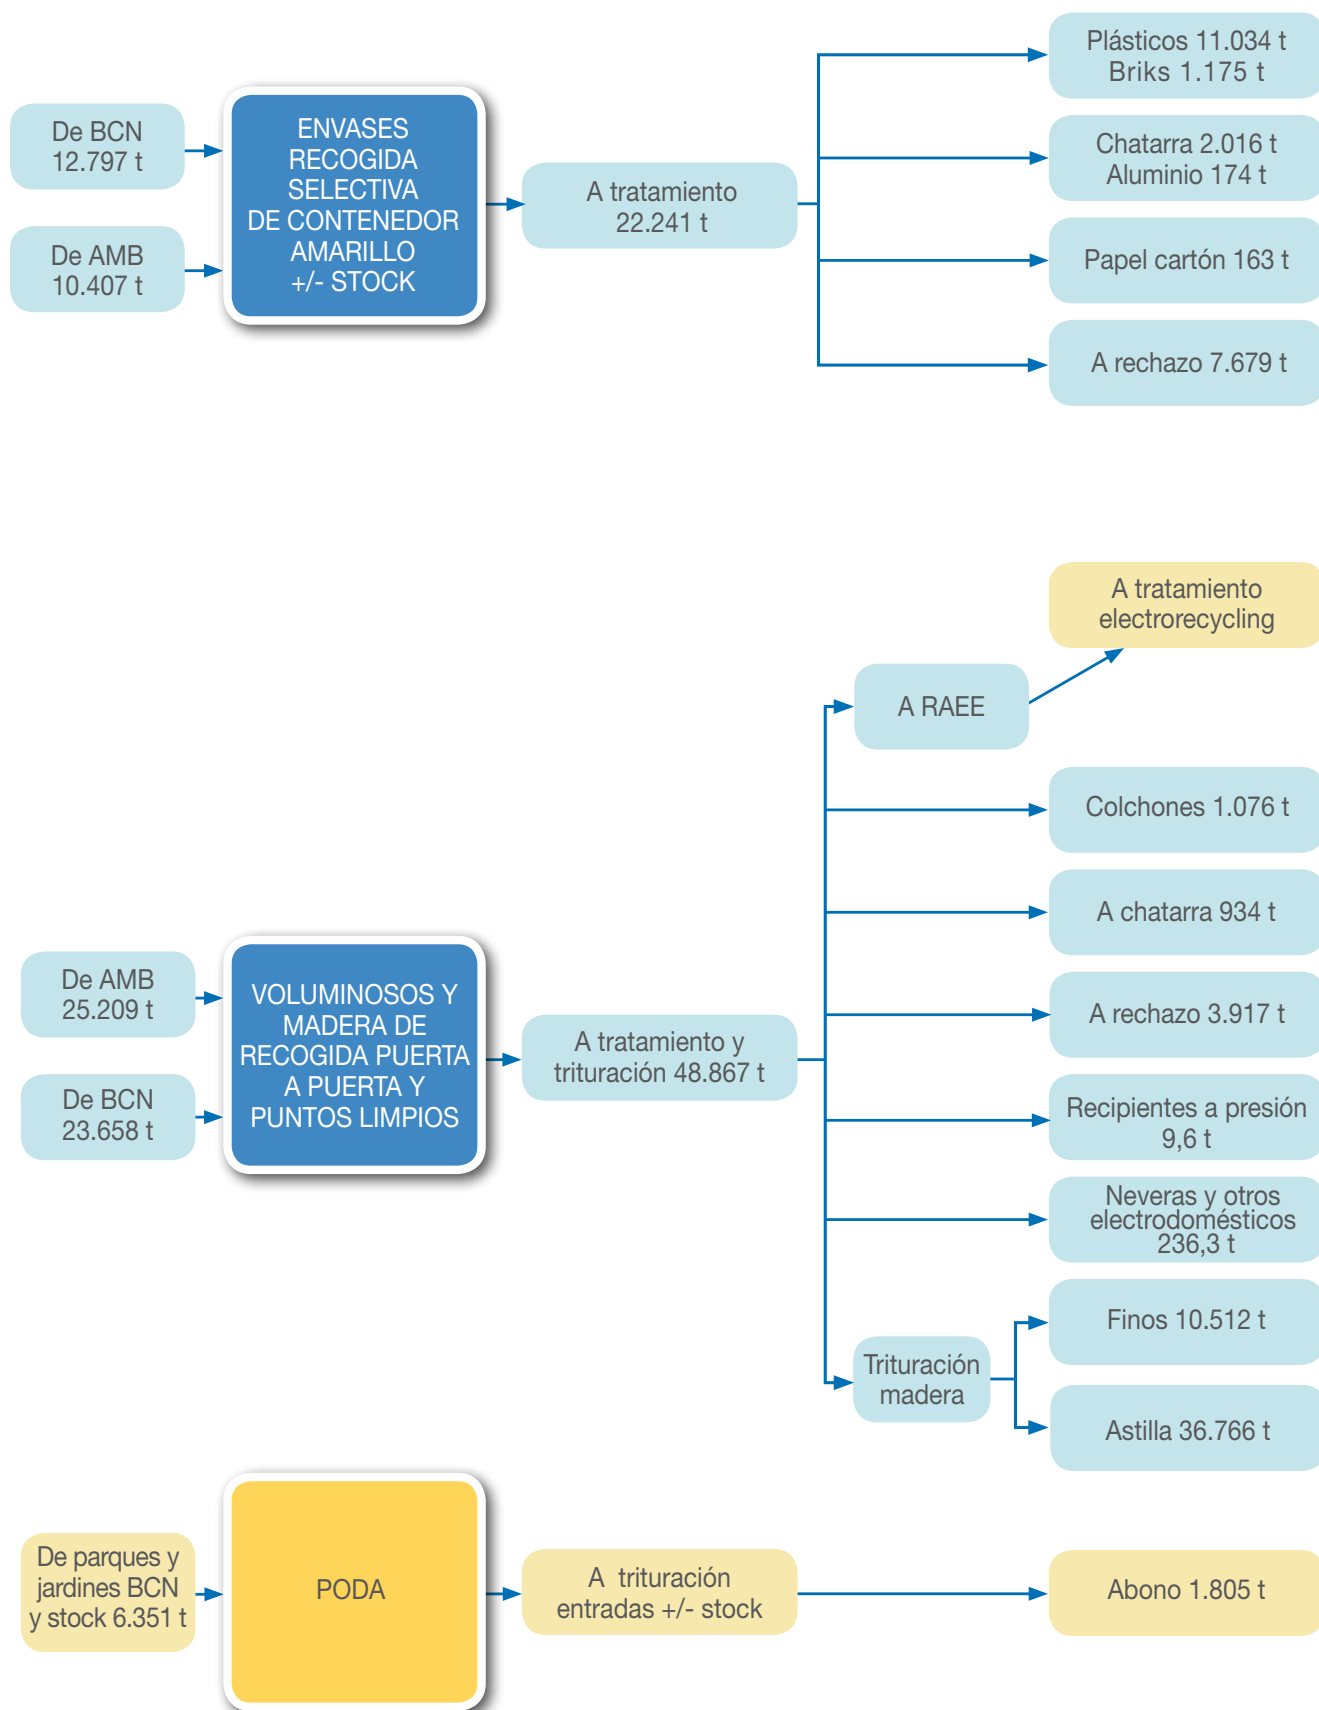 De BCN
12.797 t
De AMB
10.407 t
ENVASES
RECOGIDA
SELECTIVA
DE CONTENEDOR
AMARILLO
+/- STOCK
A tratamiento
22.241 t
Plásticos 11.034 t
Briks 1.175 t
Chatarra 2.016 t
Aluminio 174 t
Papel cartón 163 t
A rechazo 7.679 t
De AMB
25.209 t
De BCN
23.658 t
VOLUMINOSOS Y
MADERA DE
RECOGIDA PUERTA
A PUERTA Y
PUNTOS LIMPIOS
A tratamiento y
trituración 48.867 t
A RAEE
A tratamiento
electrorecycling
Colchones 1.076 t
A chatarra 934 t
A rechazo 3.917 t
Recipientes a presión
9,6 t
Neveras y otros
electrodomésticos
236,3 t
Trituración
madera
Finos 10.512 t
Astilla 36.766 t
De parques y
jardines BCN
y stock 6.351 t
PODA
A trituración
entradas +/- stock
Abono 1.805 t